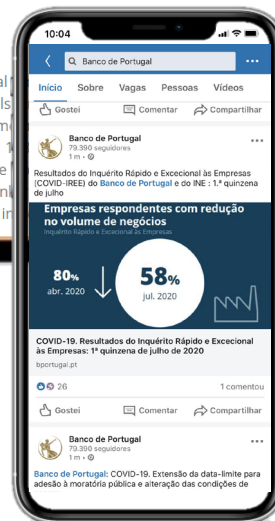 10:04
Banco de Portugal
Início Sobre Vagas Pessoas Vídeos
Gostei Comentar Compartilhar
Banco de Portugal
79.390 seguidores
1 m •
Resultados do Inquérito Rápido e Excecional às Empresas
(COVID-IREE) do Banco de Portugal e do INE : 1.ª quinzena
de julho
Empresas respondentes com redução
no volume de negócios
Inquérito Rápido e Excecional às Empresas
80%
abr. 2020
58%
jul. 2020
COVID-19. Resultados do Inquérito Rápido e Excecional
às Empresas: 1ª quinzena de julho de 2020
bportugal.pt
26 1 comentou
Gostei Comentar Compartilhar
Banco de Portugal
79.390 seguidores
1 m •
Banco de Portugal: COVID-19. Extensão da data-limite para
adesão à moratória pública e alteração das condições de